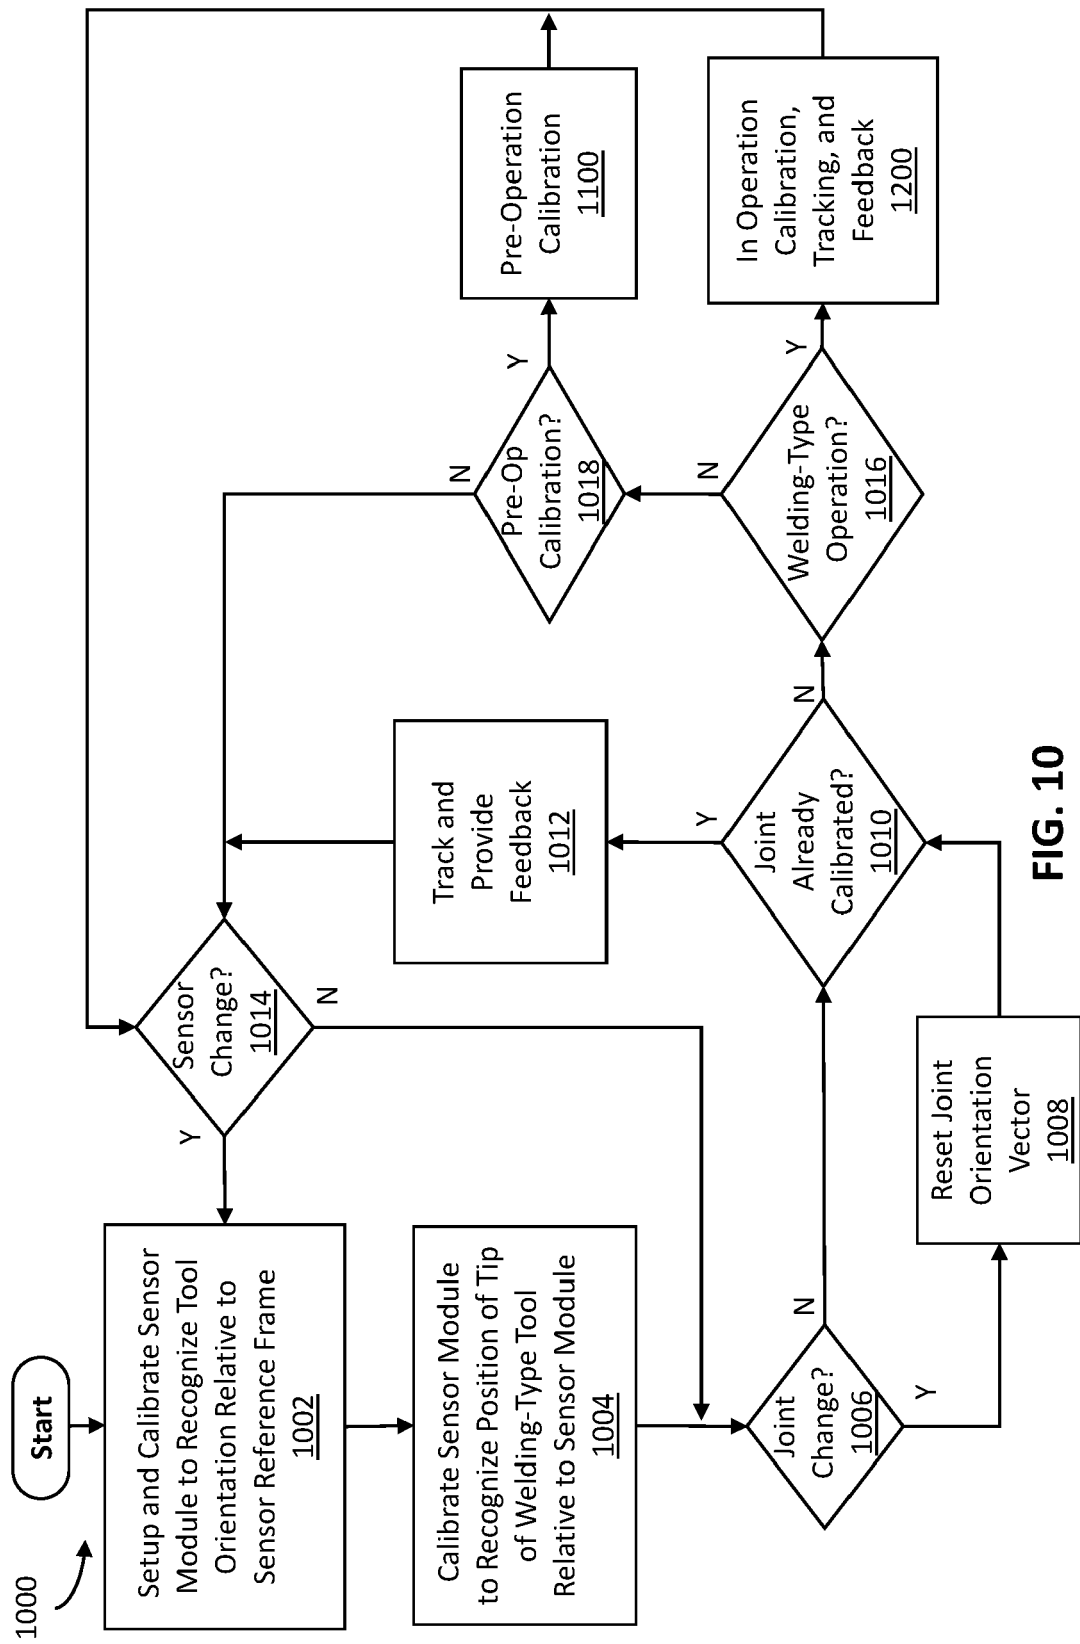 1000
Start
Setup and Calibrate Sensor
Module to Recognize Tool
Orientation Relative to
Sensor Reference Frame
1002
Calibrate Sensor Module
to Recognize Position of Tip
of Welding-Type Tool
Relative to Sensor Module
1004
Joint
Change?
1006
N
Y
Reset Joint
Orientation
Vector
1008
Sensor
Change?
1014
Y
N
Track and
Provide
Feedback
1012
Joint
Already
Calibrated?
1010
Y
N
Pre-Op
Calibration?
1018
N
Y
Welding-Type
Operation?
1016
N
Y
Pre-Operation
Calibration
1100
In Operation
Calibration,
Tracking, and
Feedback
1200
FIG. 10